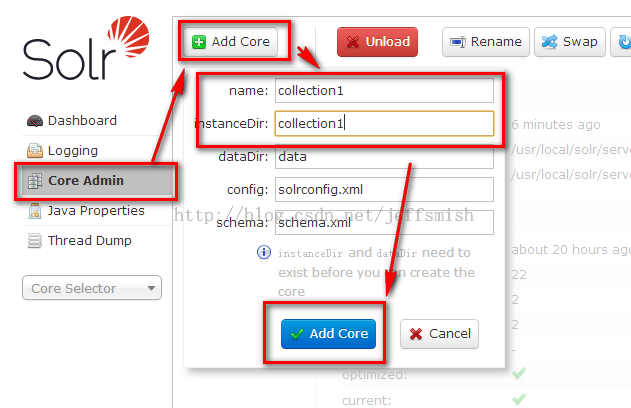 Solr
Dashboard
Logging
Core Admin
Java Properties
Thread Dump
Core Selector
Add Core
Unload
Rename
Swap
name: collection1
instanceDir: collection1
dataDir: data
config: solrconfig.xml
schema: schema.xml
instanceDir and dataDir need to
exist before you can create the
core
Add Core
Cancel
6 minutes ago
/usr/local/solr/serve
/usr/local/solr/serve
about 20 hours ago
22
2
2
-
optimized:
current:
http://blog.csdn.net/jeffsmish